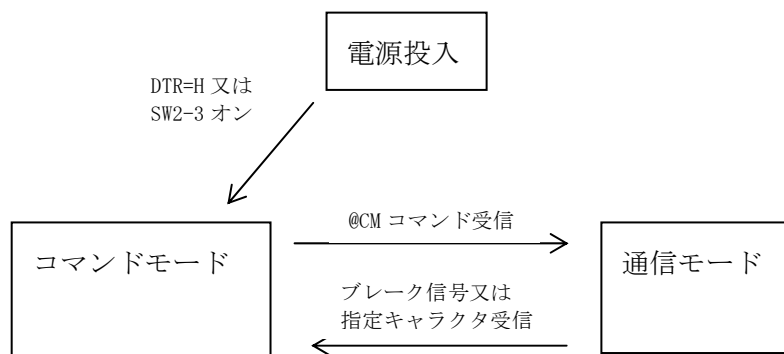 電源投入
DTR=H 又は
SW2-3 オン
@CM コマンド受信
コマンドモード
通信モード
ブレーク信号又は
指定キャラクタ受信